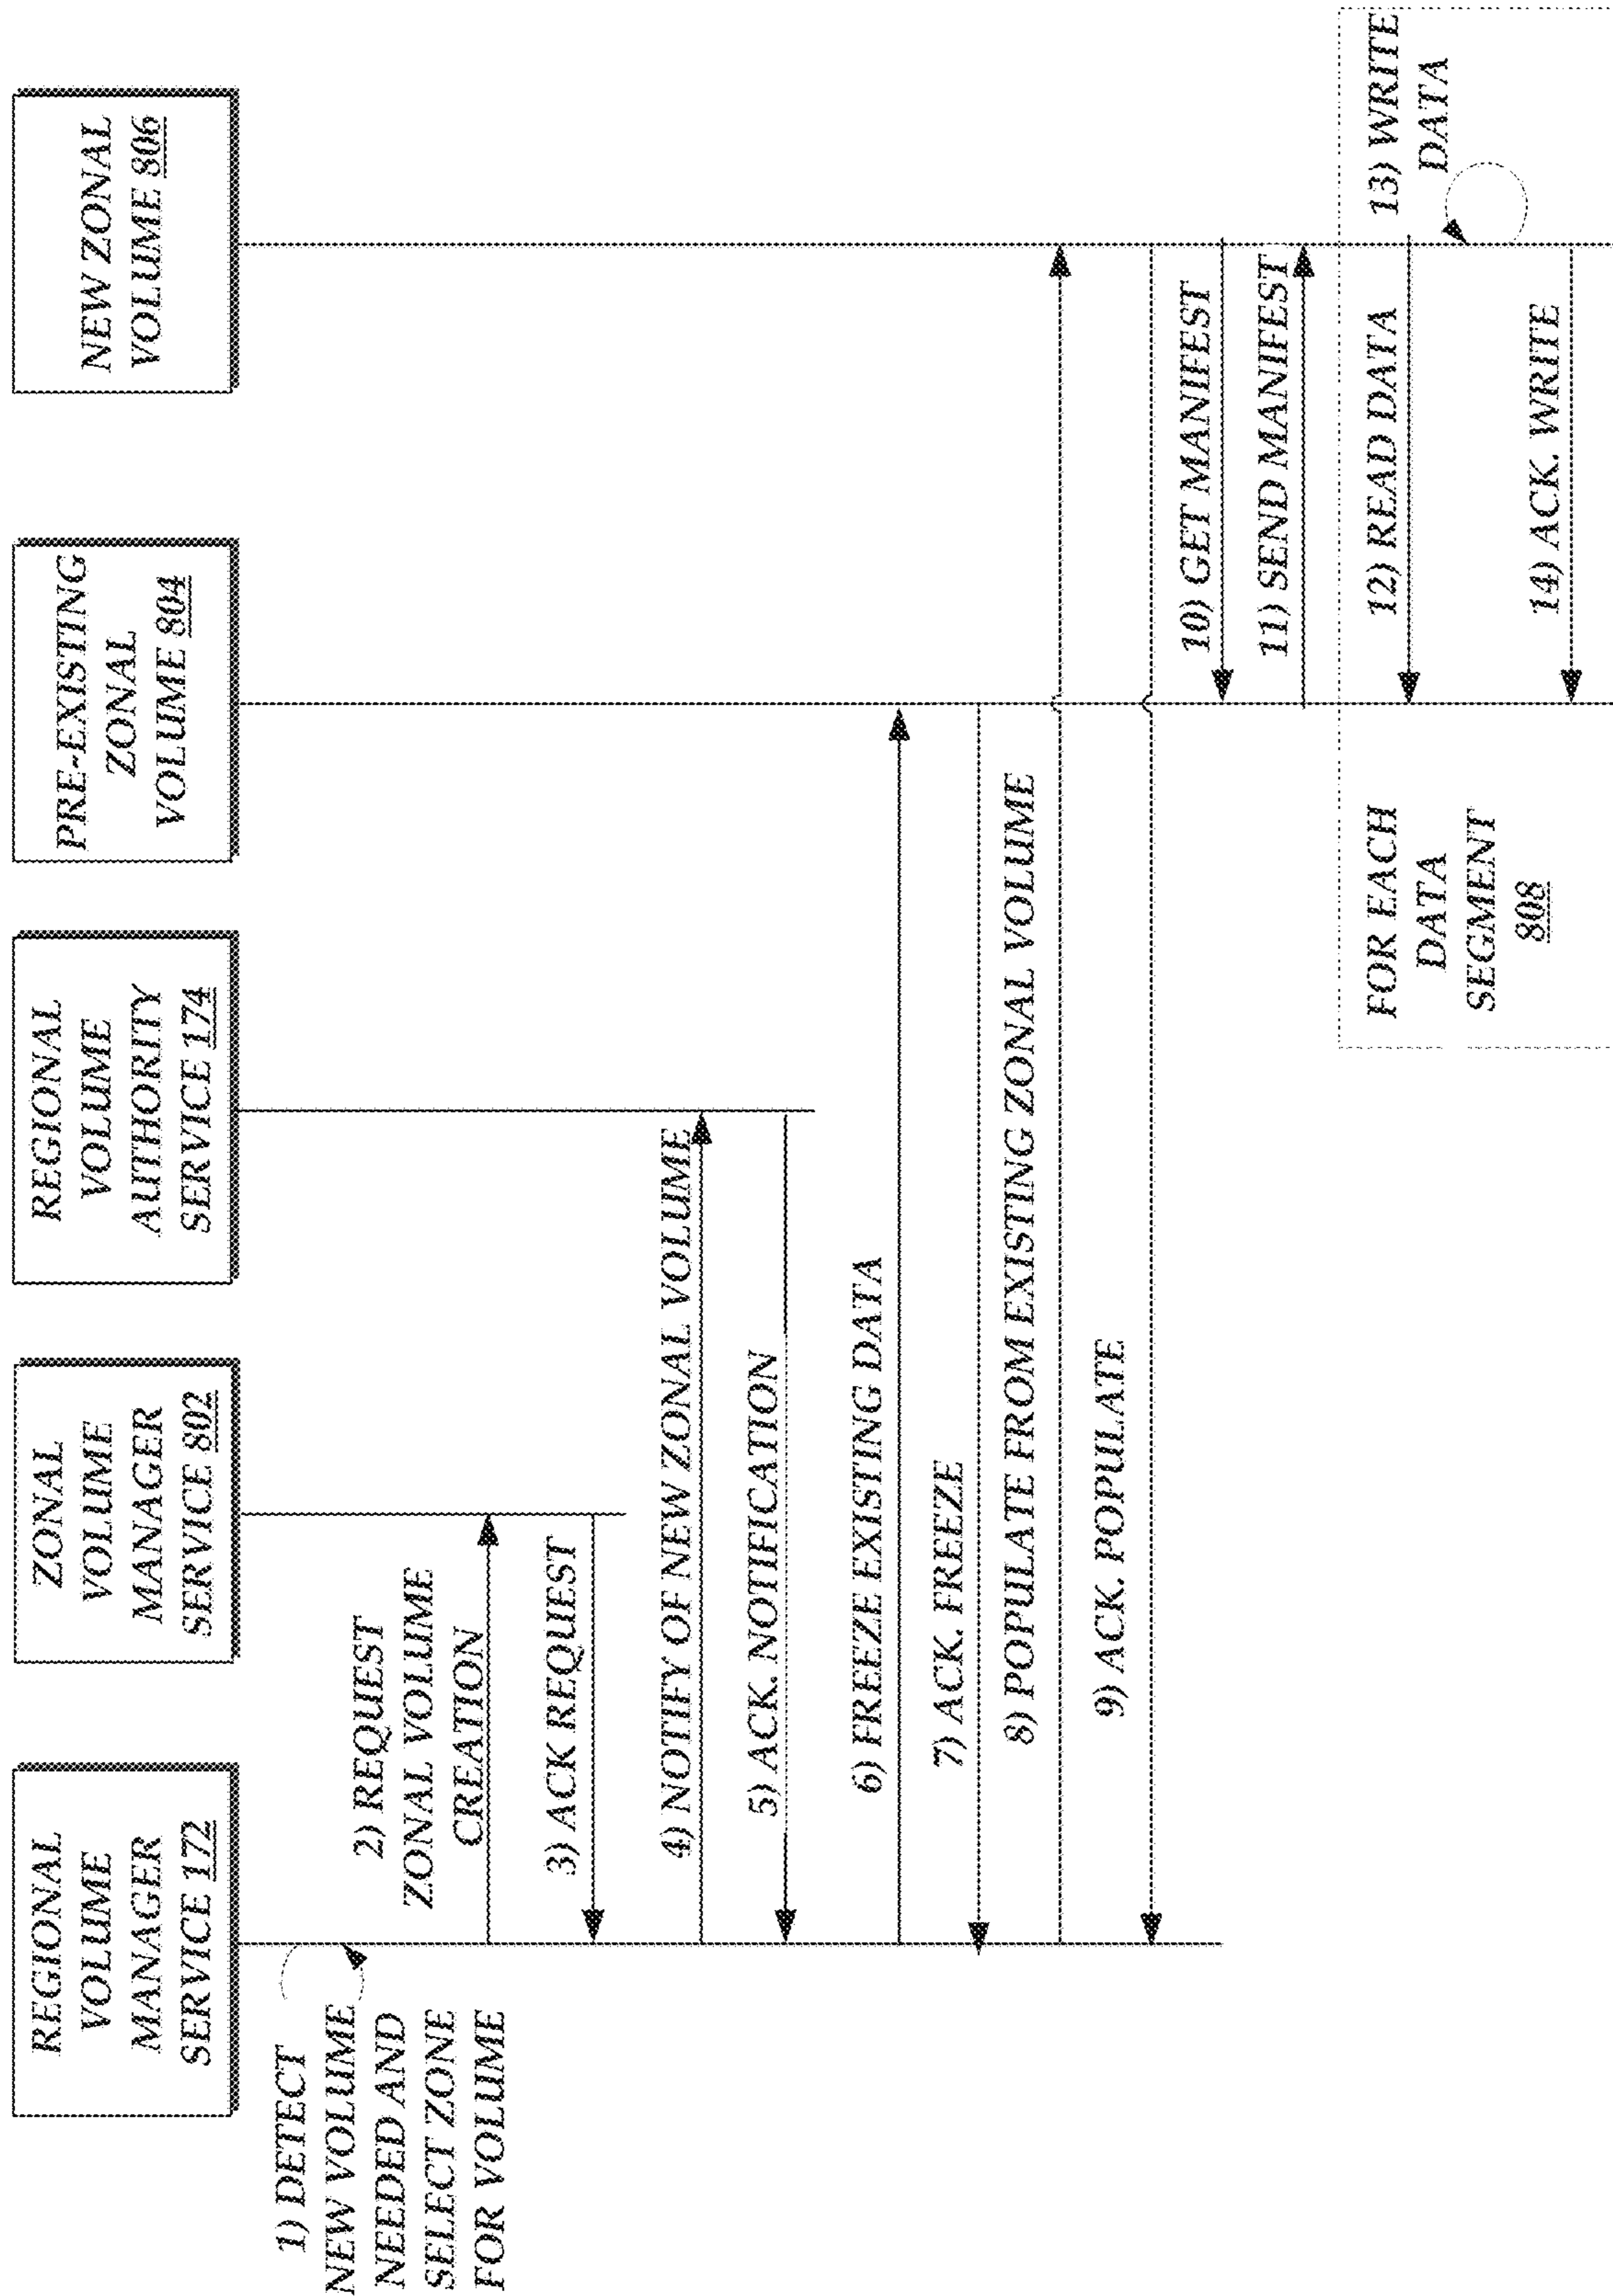 REGIONAL
VOLUME
MANAGER
SERVICE 172
ZONAL
VOLUME
MANAGER
SERVICE 802
REGIONAL
VOLUME
AUTHORITY
SERVICE 174
PRE-EXISTING
ZONAL
VOLUME 804
NEW ZONAL
VOLUME 806
1) DETECT
NEW VOLUME
NEEDED AND
SELECT ZONE
FOR VOLUME
2) REQUEST
ZONAL VOLUME
CREATION
3) ACK REQUEST
4) NOTIFY OF NEW ZONAL VOLUME
5) ACK. NOTIFICATION
6) FREEZE EXISTING DATA
7) ACK. FREEZE
8) POPULATE FROM EXISTING ZONAL VOLUME
9) ACK. POPULATE
10) GET MANIFEST
11) SEND MANIFEST
FOR EACH
DATA
SEGMENT
808
12) READ DATA
13) WRITE
DATA
14) ACK. WRITE